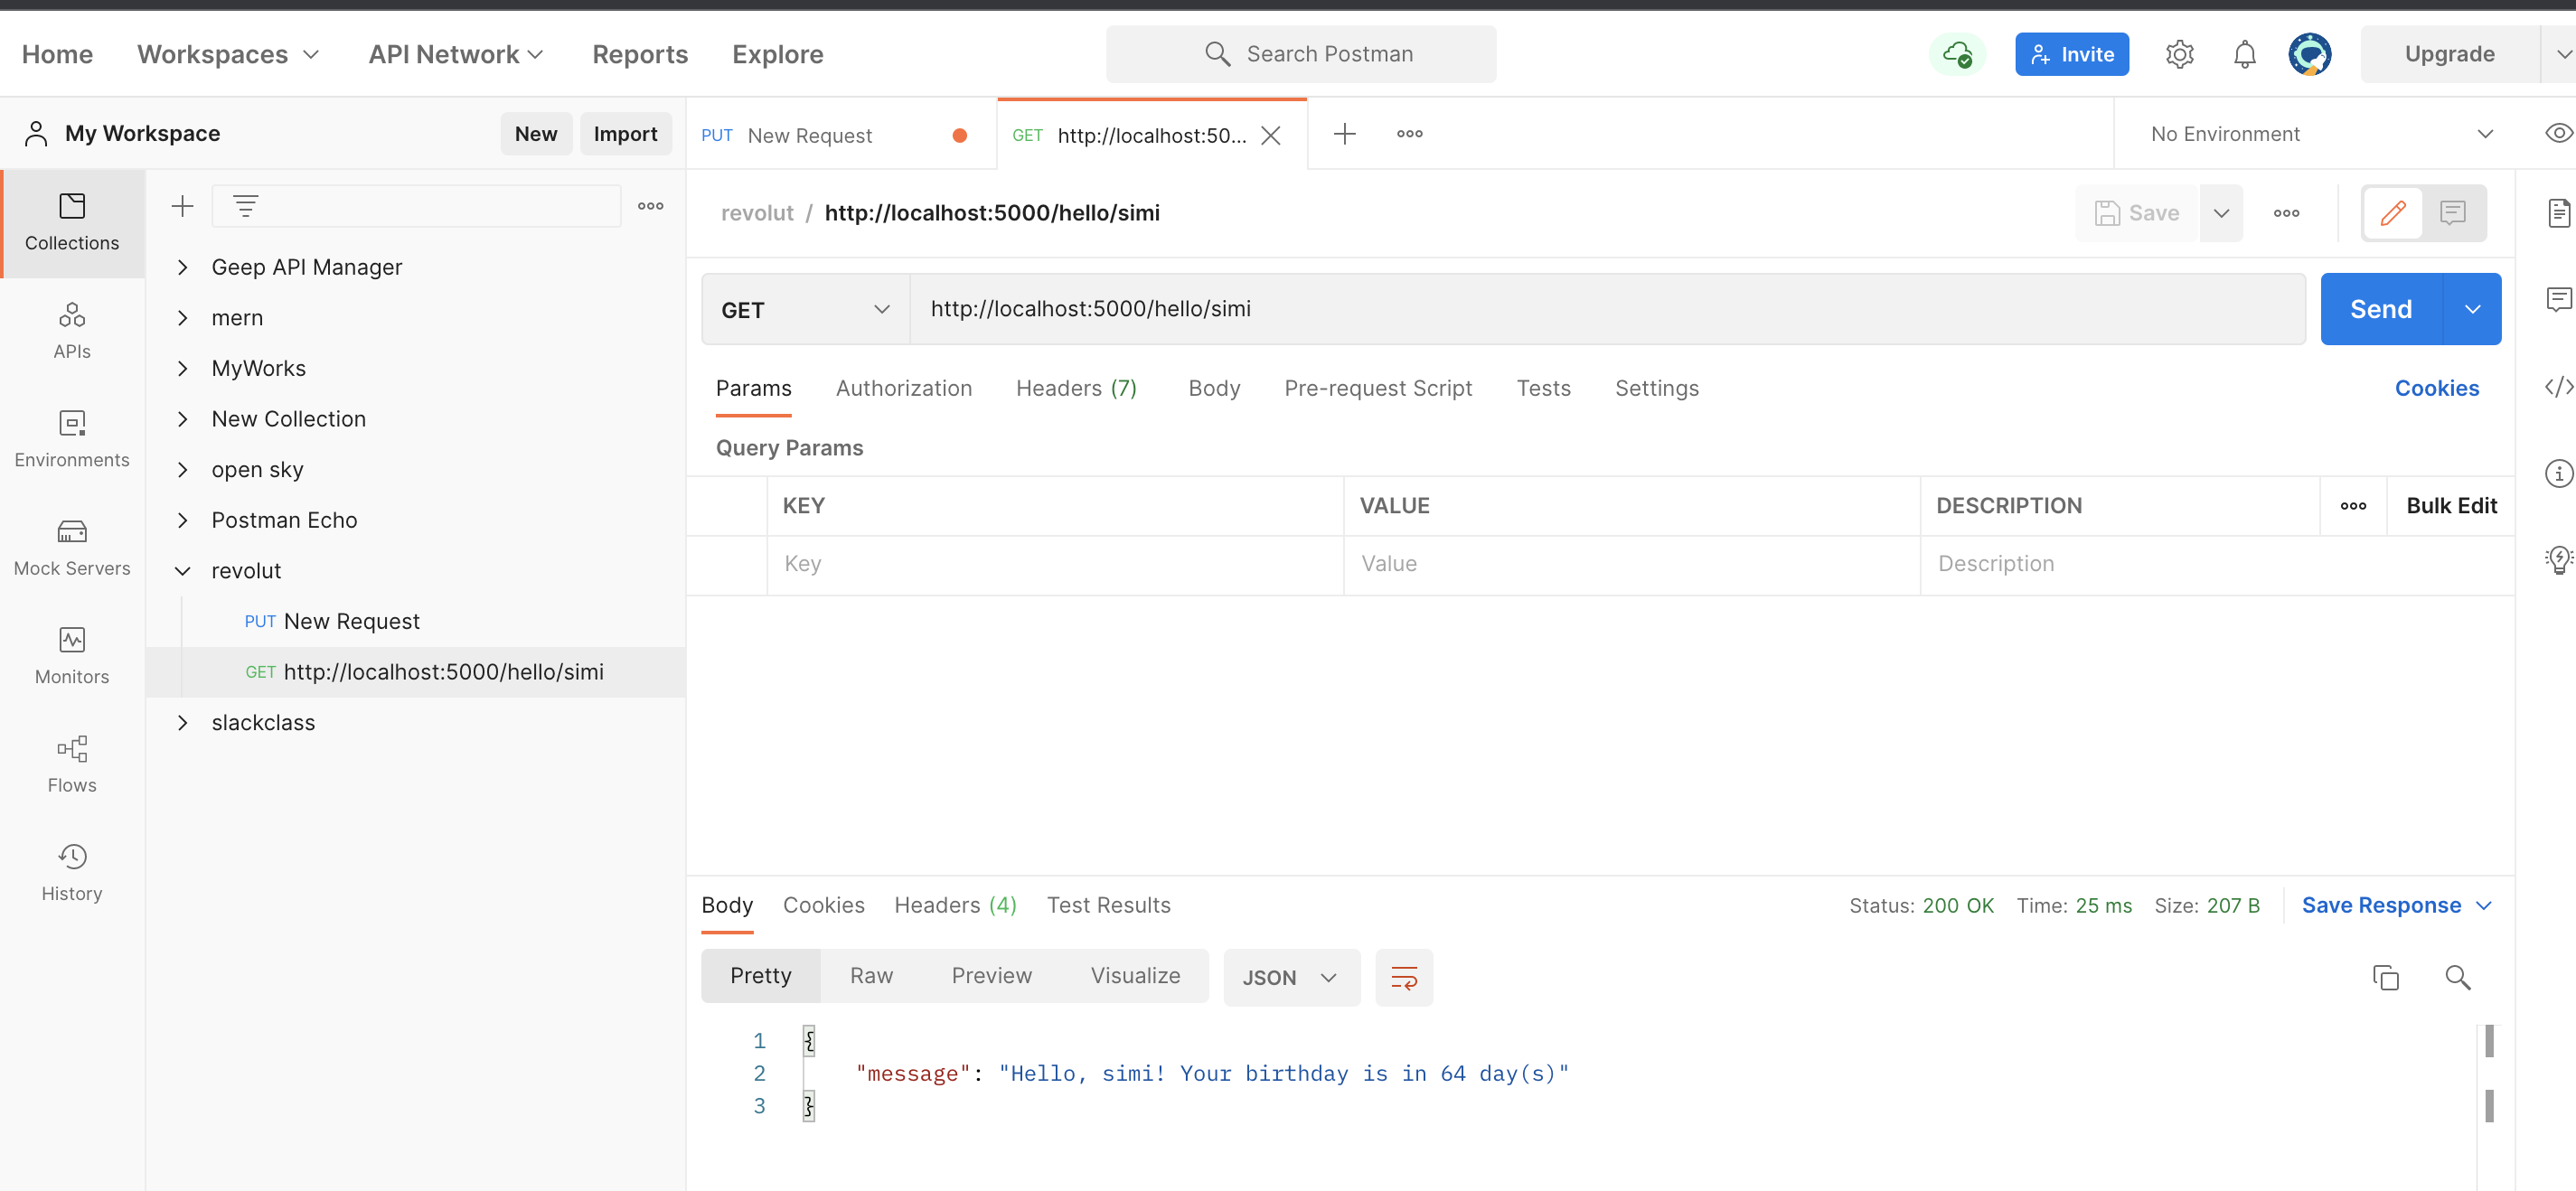 Home Workspaces API Network Reports Explore Search Postman Invite Upgrade
My Workspace New Import PUT New Request GET http://localhost:50... No Environment
revolut / http://localhost:5000/hello/simi Save
Collections
APIs
Environments
Mock Servers
Monitors
Flows
History
Geep API Manager
mern
MyWorks
New Collection
open sky
Postman Echo
revolut
PUT New Request
GET http://localhost:5000/hello/simi
slackclass
GET http://localhost:5000/hello/simi Send
Params Authorization Headers (7) Body Pre-request Script Tests Settings Cookies
Query Params
KEY VALUE DESCRIPTION Bulk Edit
Key Value Description
Body Cookies Headers (4) Test Results Status: 200 OK Time: 25 ms Size: 207 B Save Response
Pretty Raw Preview Visualize JSON
1 {
2 "message": "Hello, simi! Your birthday is in 64 day(s)"
3 }